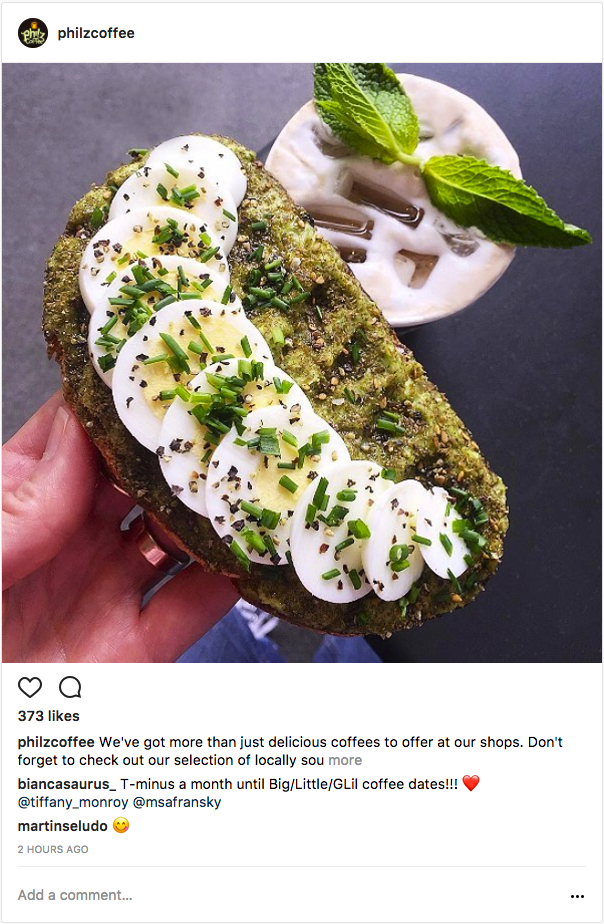 philz
coffee
philzcoffee
373 likes
philzcoffee We've got more than just delicious coffees to offer at our shops. Don't
forget to check out our selection of locally sou more
biancasaurus_ T-minus a month until Big/Little/GLil coffee dates!!! ❤️
@tiffany_monroy @msafransky
martinseludo 😋
2 HOURS AGO
Add a comment...